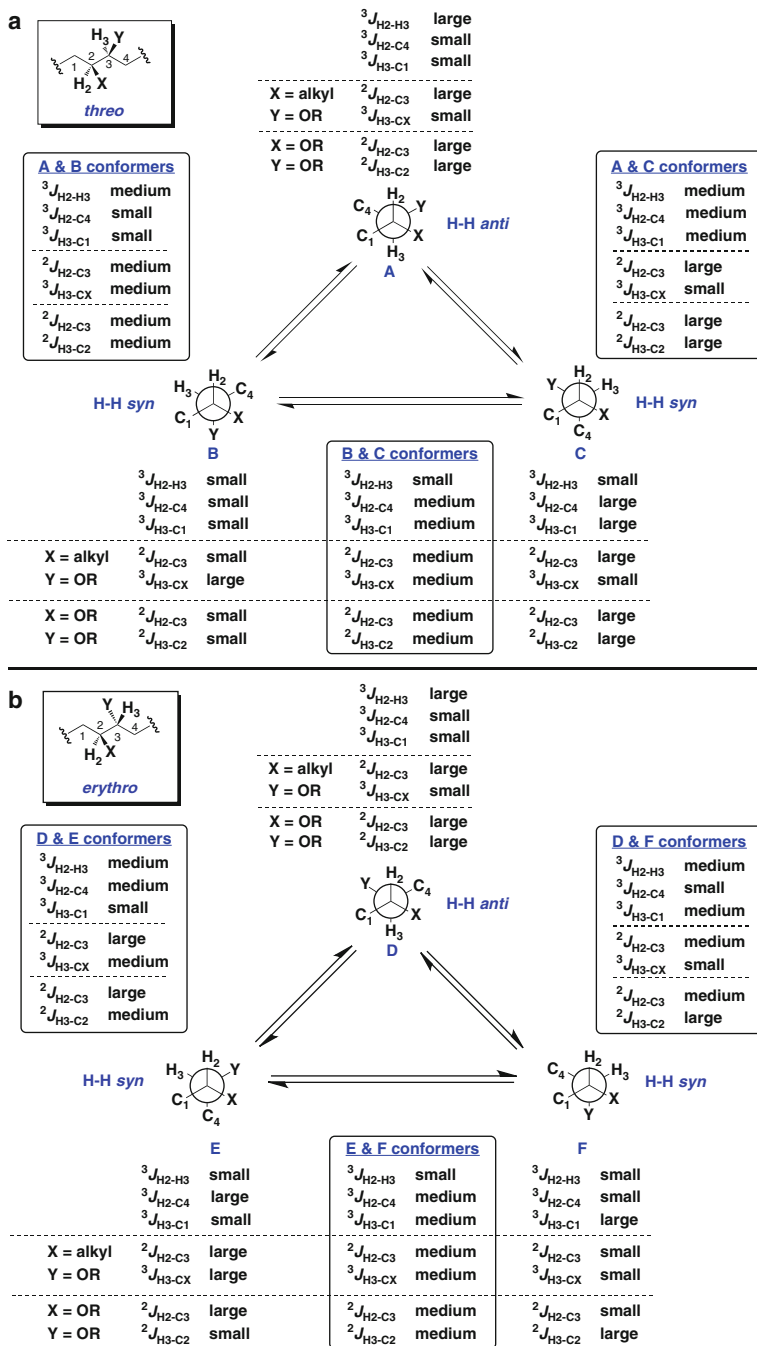 a
H3 Y
2 4
1 3
H2 X
threo
3JH2-H3 large
3JH2-C4 small
3JH3-C1 small
X = alkyl 2JH2-C3 large
Y = OR 3JH3-CX small
X = OR 2JH2-C3 large
Y = OR 2JH3-C2 large
A & B conformers
3JH2-H3 medium
3JH2-C4 small
3JH3-C1 small
2JH2-C3 medium
3JH3-CX medium
2JH2-C3 medium
2JH3-C2 medium
A & C conformers
3JH2-H3 medium
3JH2-C4 medium
3JH3-C1 medium
2JH2-C3 large
3JH3-CX small
2JH2-C3 large
2JH3-C2 large
H2
C4 Y
C1 X
H3
H-H anti
A
H-H syn
H2
H3 C4
C1 X
Y
B
H2
Y H3
C1 X
C4
H-H syn
C
3JH2-H3 small
3JH2-C4 small
3JH3-C1 small
X = alkyl 2JH2-C3 small
Y = OR 3JH3-CX large
X = OR 2JH2-C3 small
Y = OR 2JH3-C2 small
B & C conformers
3JH2-H3 small
3JH2-C4 medium
3JH3-C1 medium
2JH2-C3 medium
3JH3-CX medium
2JH2-C3 medium
2JH3-C2 medium
3JH2-H3 small
3JH2-C4 large
3JH3-C1 large
2JH2-C3 large
3JH3-CX small
2JH2-C3 large
2JH3-C2 large
b
Y H3
2 4
1 3
H2 X
erythro
3JH2-H3 large
3JH2-C4 small
3JH3-C1 small
X = alkyl 2JH2-C3 large
Y = OR 3JH3-CX small
X = OR 2JH2-C3 large
Y = OR 2JH3-C2 large
D & E conformers
3JH2-H3 medium
3JH2-C4 medium
3JH3-C1 small
2JH2-C3 large
3JH3-CX medium
2JH2-C3 large
2JH3-C2 medium
D & F conformers
3JH2-H3 medium
3JH2-C4 small
3JH3-C1 medium
2JH2-C3 medium
3JH3-CX small
2JH2-C3 medium
2JH3-C2 large
H2
Y C4
C1 X
H3
H-H anti
D
H-H syn
H2
H3 Y
C1 X
C4
E
H2
C4 H3
C1 X
Y
H-H syn
F
3JH2-H3 small
3JH2-C4 large
3JH3-C1 small
X = alkyl 2JH2-C3 large
Y = OR 3JH3-CX large
X = OR 2JH2-C3 large
Y = OR 2JH3-C2 small
E & F conformers
3JH2-H3 small
3JH2-C4 medium
3JH3-C1 medium
2JH2-C3 medium
3JH3-CX medium
2JH2-C3 medium
2JH3-C2 medium
3JH2-H3 small
3JH2-C4 small
3JH3-C1 large
2JH2-C3 small
3JH3-CX small
2JH2-C3 small
2JH3-C2 large